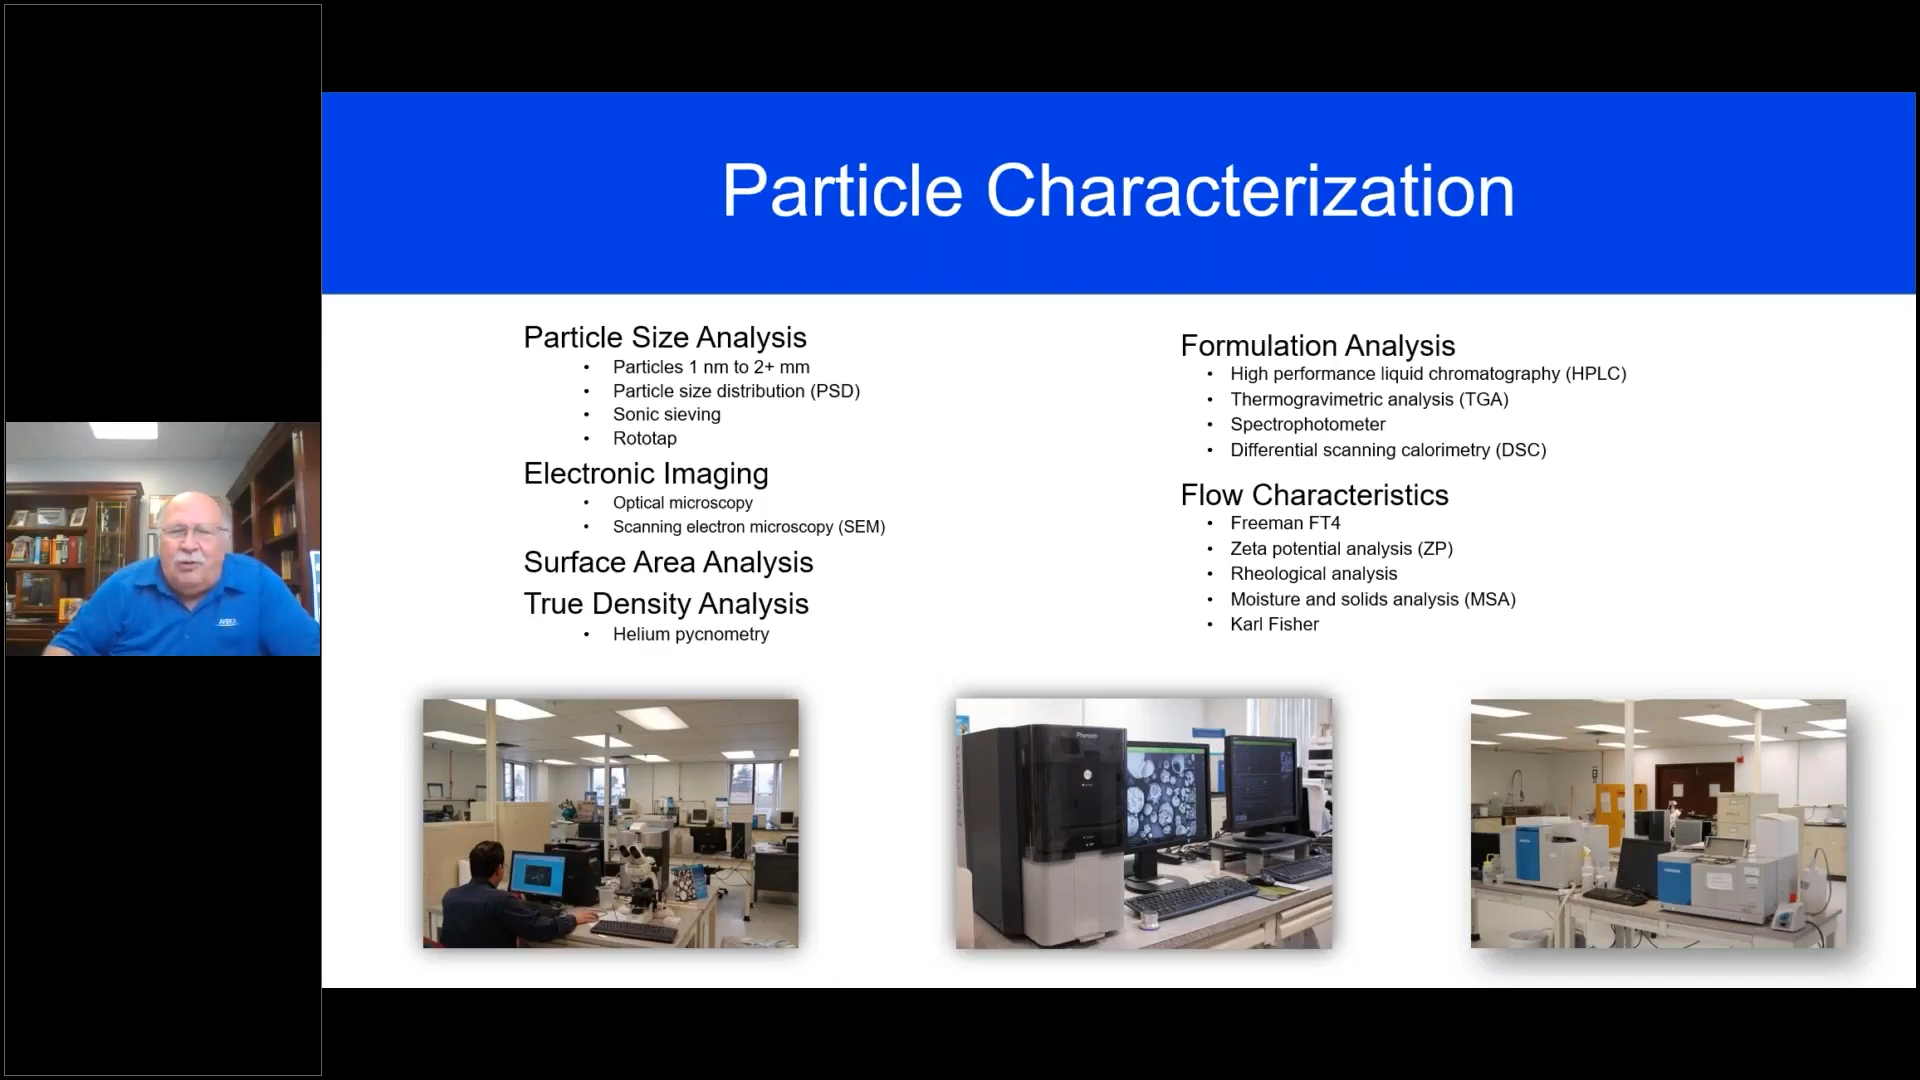 Particle Characterization
Particle Size Analysis
• Particles 1 nm to 2+ mm
• Particle size distribution (PSD)
• Sonic sieving
• Rototap
Electronic Imaging
• Optical microscopy
• Scanning electron microscopy (SEM)
Surface Area Analysis
True Density Analysis
• Helium pycnometry
Formulation Analysis
• High performance liquid chromatography (HPLC)
• Thermogravimetric analysis (TGA)
• Spectrophotometer
• Differential scanning calorimetry (DSC)
Flow Characteristics
• Freeman FT4
• Zeta potential analysis (ZP)
• Rheological analysis
• Moisture and solids analysis (MSA)
• Karl Fisher
Phenom